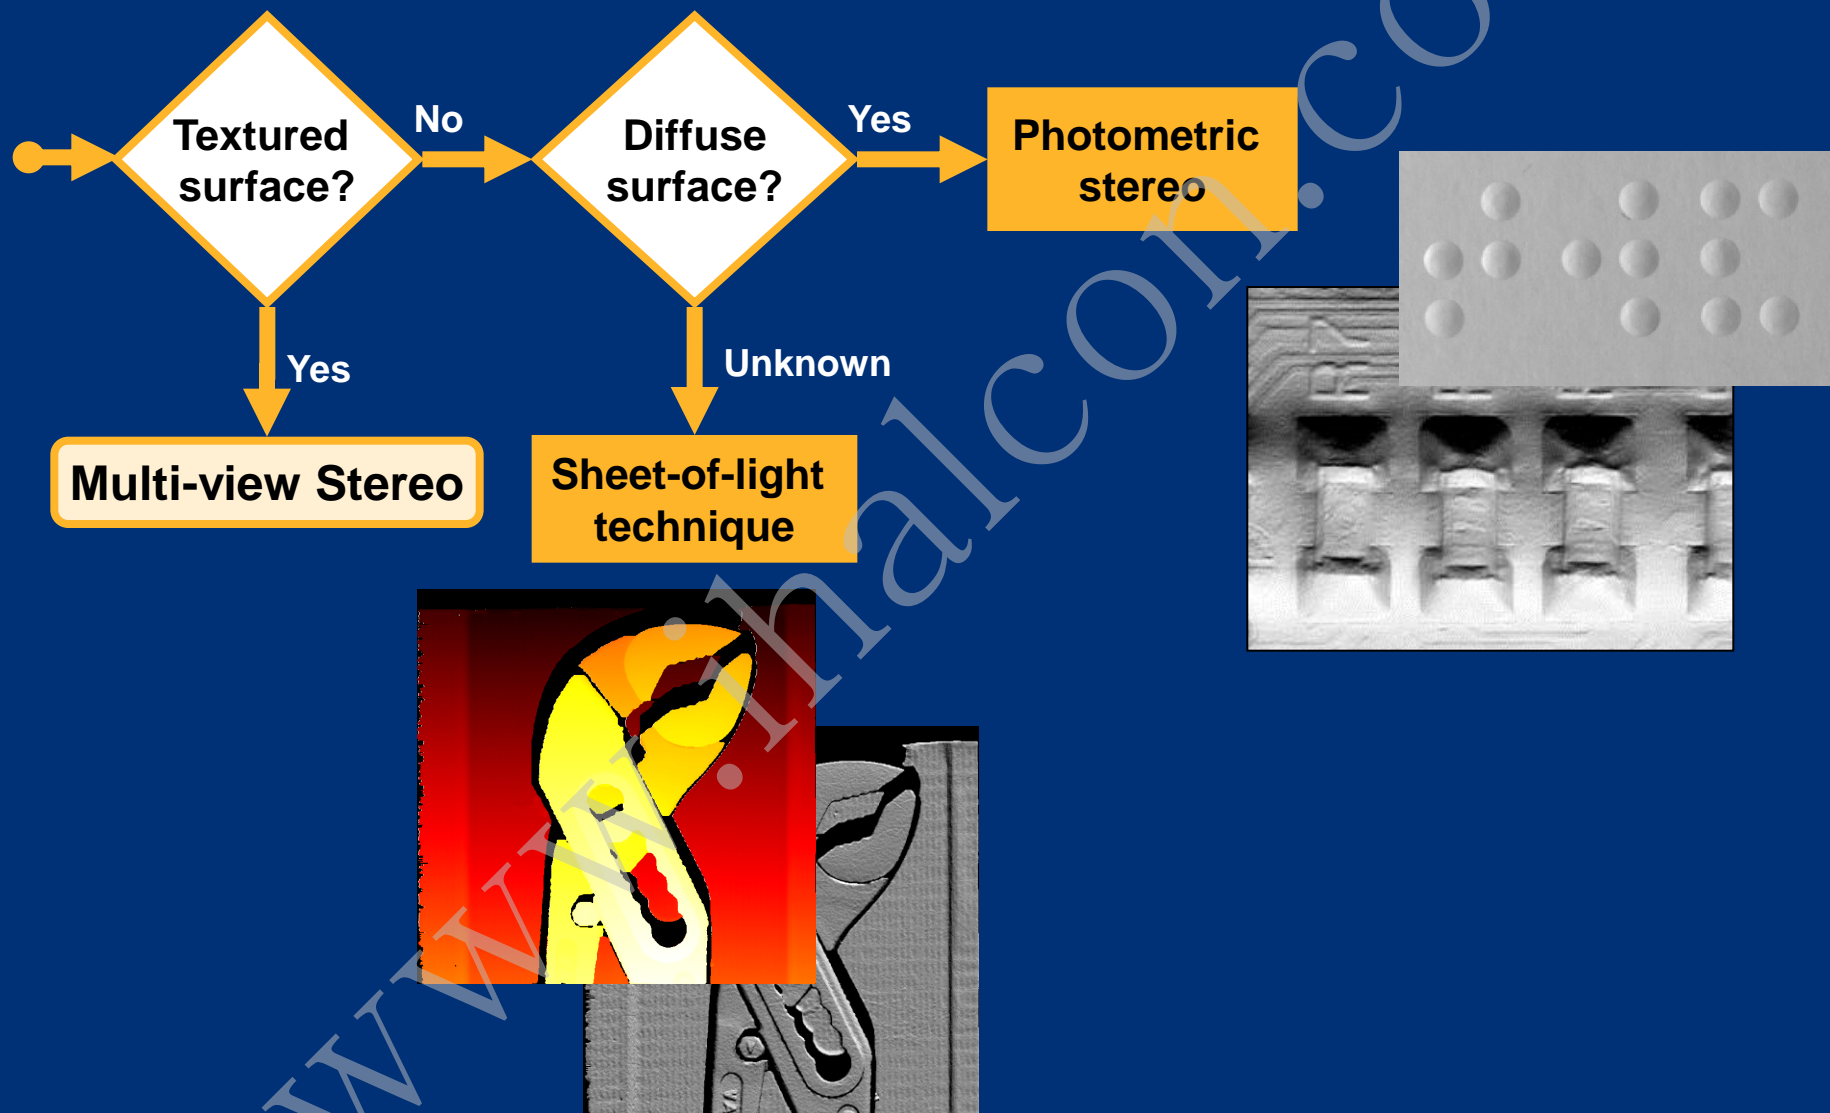 Textured
surface?
No
Diffuse
surface?
Yes
Photometric
stereo
Yes
Unknown
Multi-view Stereo
Sheet-of-light
technique
www.ihalcon.co